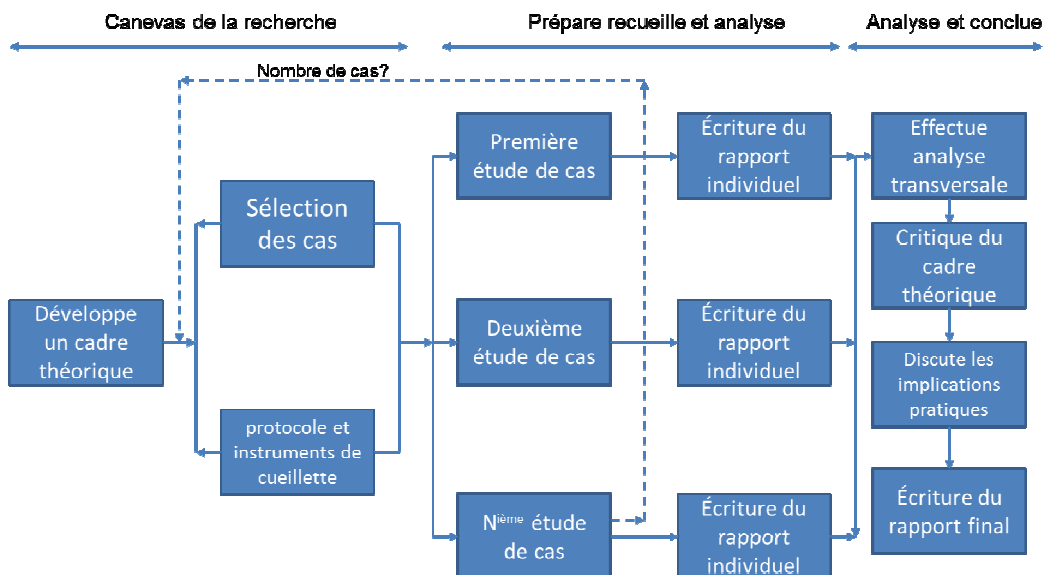 Canevas de la recherche
Prépare recueille et analyse
Analyse et conclue
Nombre de cas?
Développe
un cadre
théorique
Sélection
des cas
protocole et
instruments de
cueillette
Première
étude de cas
Deuxième
étude de cas
Nième étude
de cas
Écriture du
rapport
individuel
Écriture du
rapport
individuel
Écriture du
rapport
individuel
Effectue
analyse
transversale
Critique du
cadre
théorique
Discute les
implications
pratiques
Écriture du
rapport final